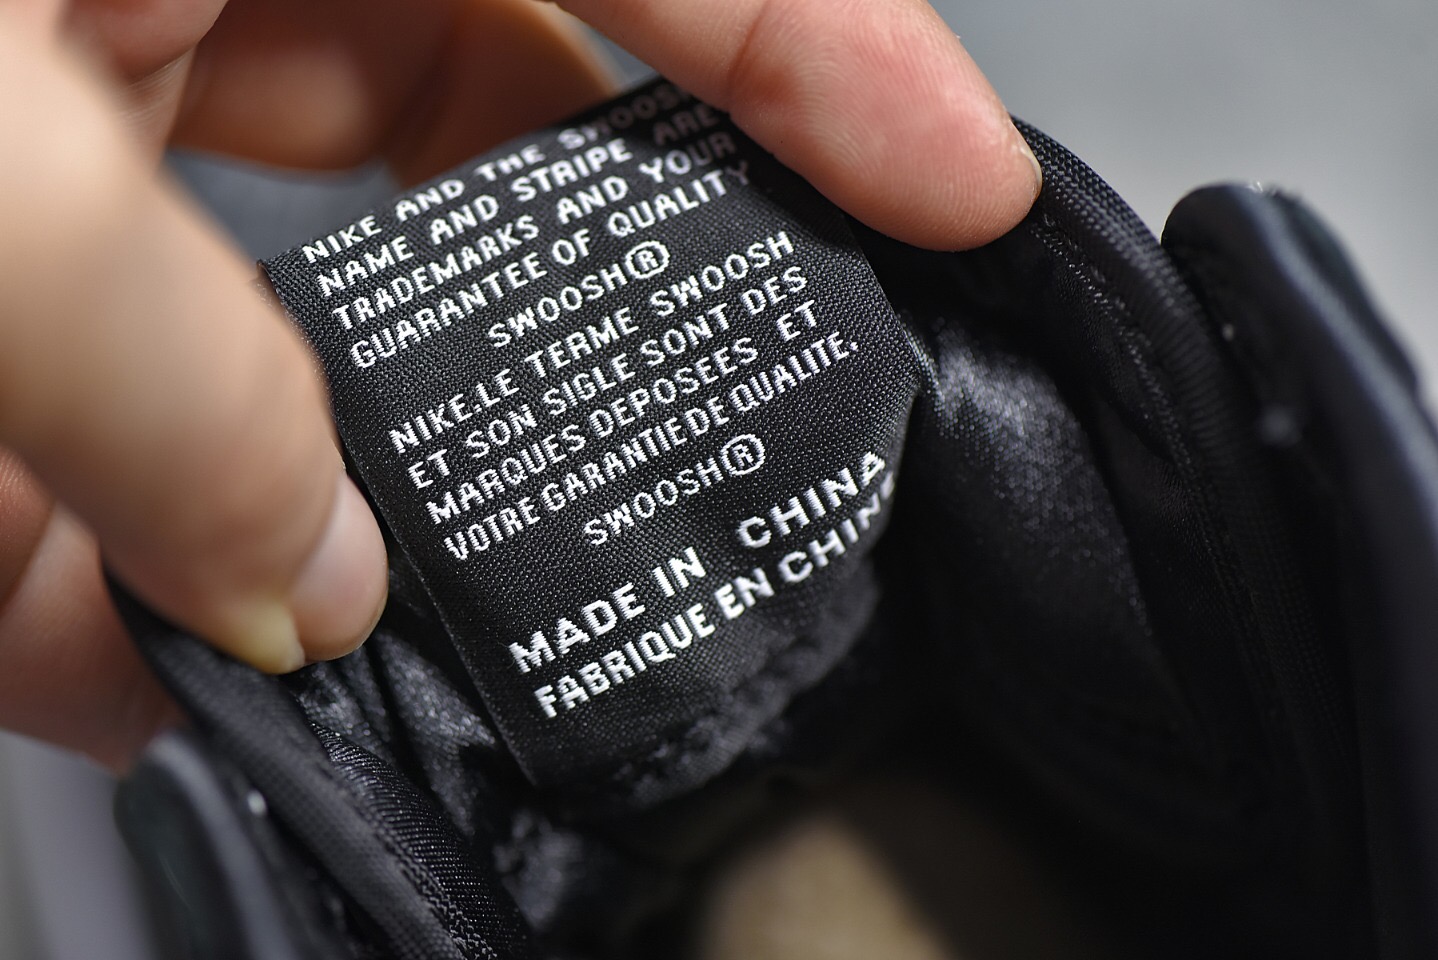 NIKE AND THE SWOOSH
NAME AND STRIPE ARE
TRADEMARKS AND YOUR
GUARANTEE OF QUALITY
SWOOSH®
NIKE.LE TERME SWOOSH
ET SON SIGLE SONT DES
MARQUES DEPOSEES ET
VOTRE GARANTIE DE QUALITE.
SWOOSH®
MADE IN CHINA
FABRIQUE EN CHINE